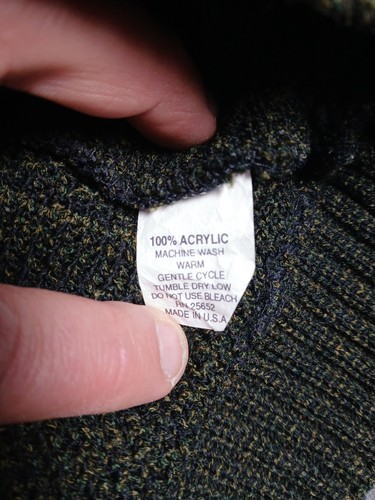 100% ACRYLIC
MACHINE WASH
WARM
GENTLE CYCLE
TUMBLE DRY LOW
DO NOT USE BLEACH
RN 25652
MADE IN U.S.A